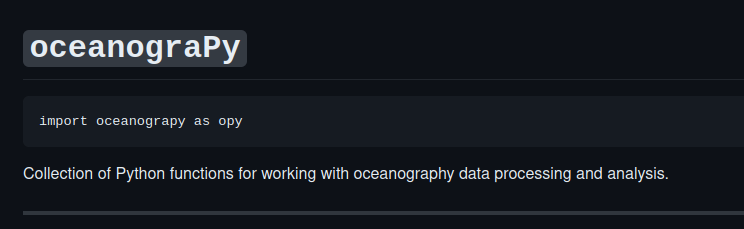 oceanograPy
import oceanograpy as opy
Collection of Python functions for working with oceanography data processing and analysis.